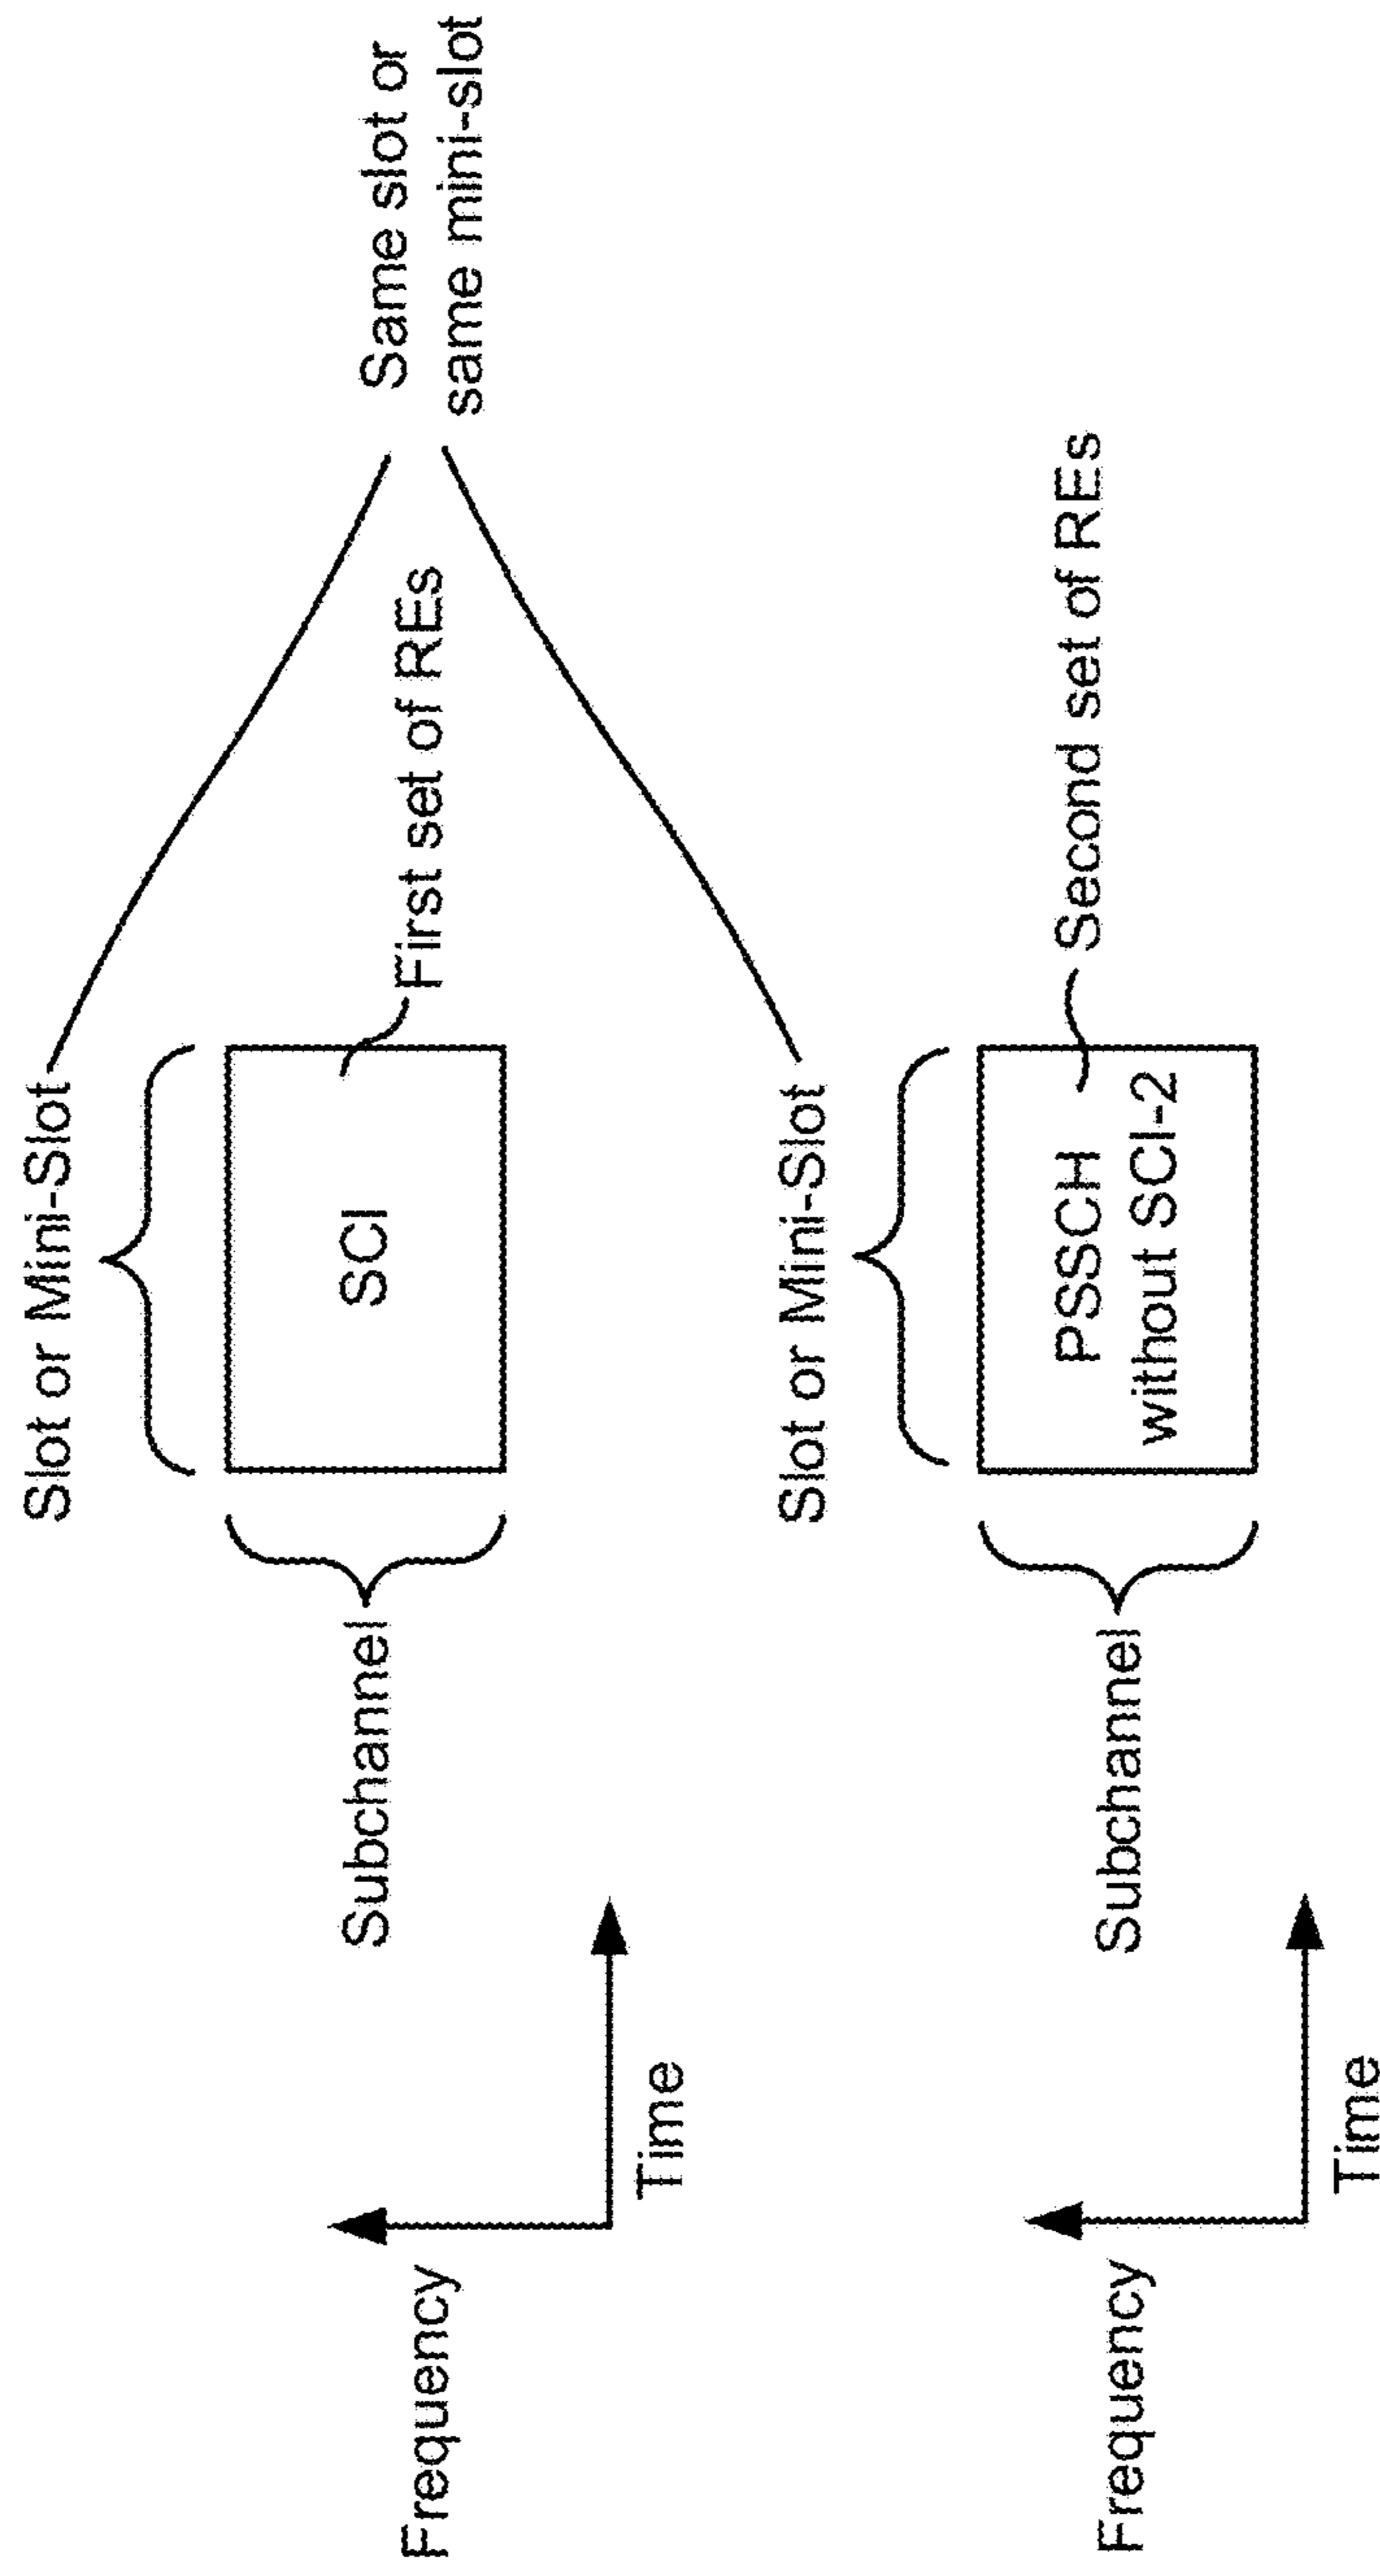 Slot or Mini-Slot
Same slot or
same mini-slot
Subchannel
SCI
First set of REs
Frequency
Time
Slot or Mini-Slot
Subchannel
PSSCH
without SCI-2
Second set of REs
Frequency
Time